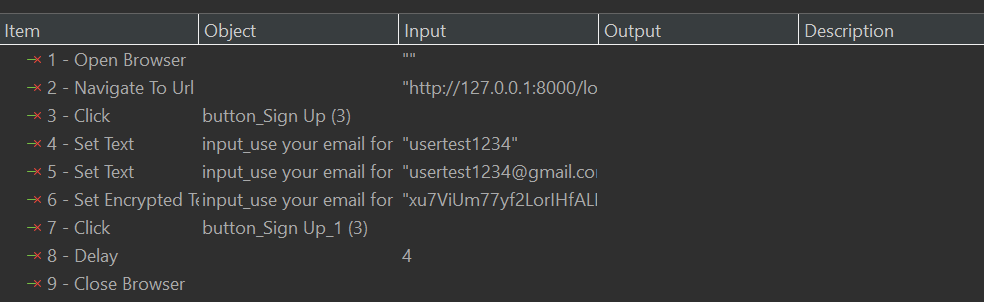 Item Object Input Output Description
1 - Open Browser ""
2 - Navigate To Url "http://127.0.0.1:8000/lo
3 - Click button_Sign Up (3)
4 - Set Text input_use your email for "usertest1234"
5 - Set Text input_use your email for "usertest1234@gmail.co
6 - Set Encrypted Te input_use your email for "xu7ViUm77yf2LorIHfALI
7 - Click button_Sign Up_1 (3)
8 - Delay 4
9 - Close Browser